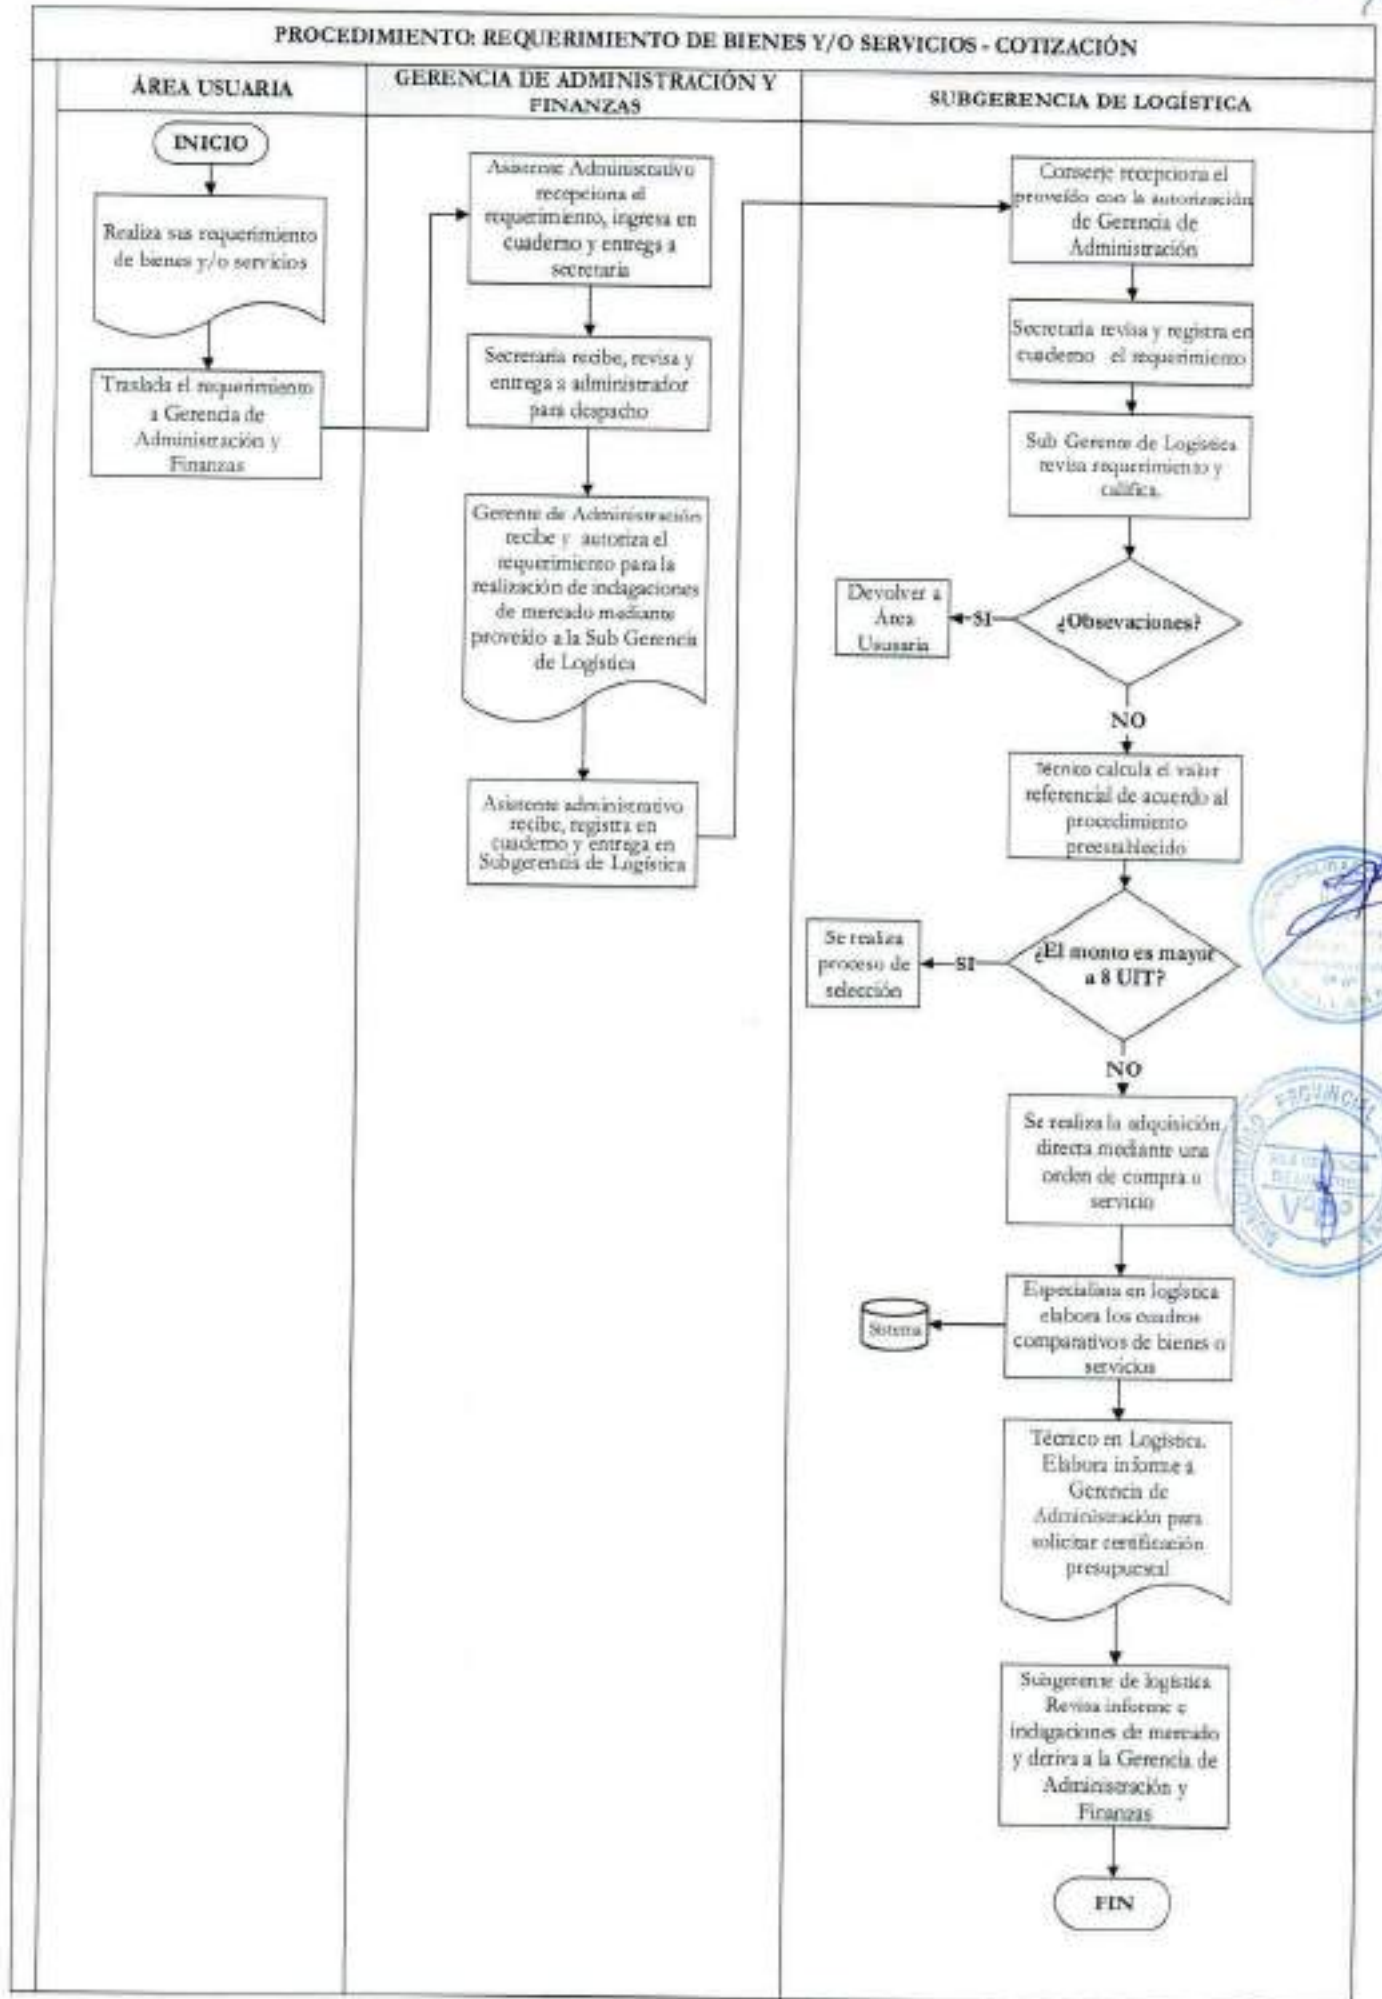 PROCEDIMIENTO: REQUERIMIENTO DE BIENES Y/O SERVICIOS - COTIZACIÓN
ÁREA USUARIA
GERENCIA DE ADMINISTRACIÓN Y
FINANZAS
SUBGERENCIA DE LOGÍSTICA
INICIO
Realiza sus requerimiento
de bienes y/o servicios
Traslada el requerimiento
a Gerencia de
Administración y
Finanzas
Asistente Administrativo
recepciona el
requerimiento, ingresa en
cuaderno y entrega a
secretaria
Secretaria recibe, revisa y
entrega a administrador
para despacho
Gerente de Administración
recibe y autoriza el
requerimiento para la
realización de indagaciones
de mercado mediante
proveído a la Sub Gerencia
de Logística
Asistente administrativo
recibe, registra en
cuaderno y entrega en
Subgerencia de Logística
Conserje recepciona el
proveído con la autorización
de Gerencia de
Administración
Secretaria revisa y registra en
cuaderno el requerimiento
Sub Gerente de Logística
revisa requerimiento y
califica.
¿Obsevaciones?
SI
Devolver a
Área
Ususaria
NO
Técnico calcula el valor
referencial de acuerdo al
procedimiento
preestablecido
¿El monto es mayor
a 8 UIT?
SI
Se realiza
proceso de
selección
NO
Se realiza la adquisición
directa mediante una
orden de compra o
servicio
Especialista en logística
elabora los cuadros
comparativos de bienes o
servicios
Sistema
Técnico en Logística.
Elabora informe a
Gerencia de
Administración para
solicitar certificación
presupuestal
Subgerente de logística
Revisa informe e
indagaciones de mercado
y deriva a la Gerencia de
Administración y
Finanzas
FIN
PROVINCIAL